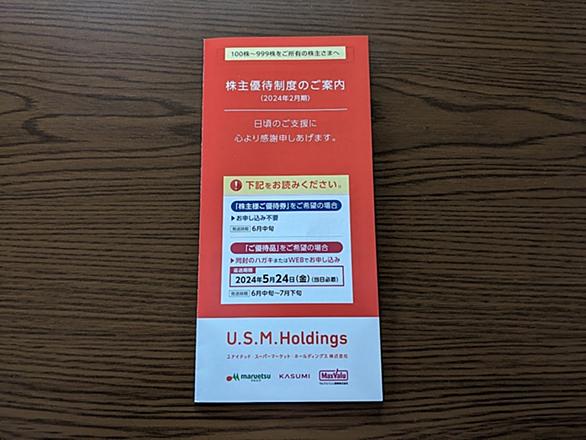 100株～999株をご所有の株主さまへ
株主優待制度のご案内
(2024年2月期)
日頃のご支援に
心より感謝申しあげます。
! 下記をお読みください。
「株主様ご優待券」をご希望の場合
▶お申し込み不要
発送時期 6月中旬
「ご優待品」をご希望の場合
▶同封のハガキまたはWEBでお申し込み
返送期限
2024年5月24日(金)(当日必着)
発送時期 6月中旬~7月下旬
U.S.M.Holdings
ユナイテッド・スーパーマーケット・ホールディングス 株式会社
maruetsu KASUMI MaxValu
マルエツ